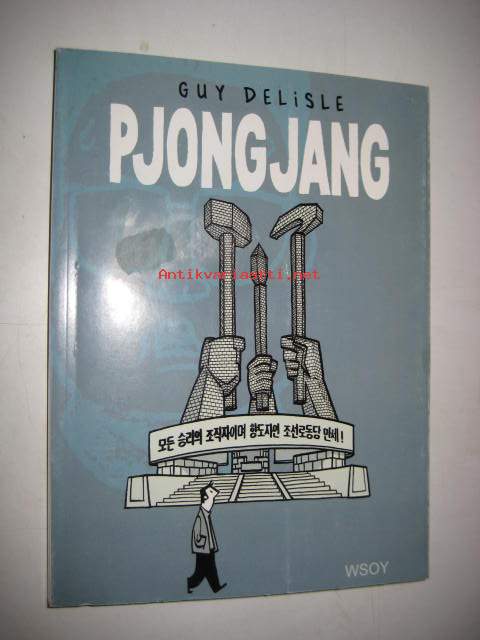 GUY DELiSLE
PJONGJANG
Antikvariaatti.net
모든 승리의 조직자이며 향도자인 조선로동당 만세!
WSOY